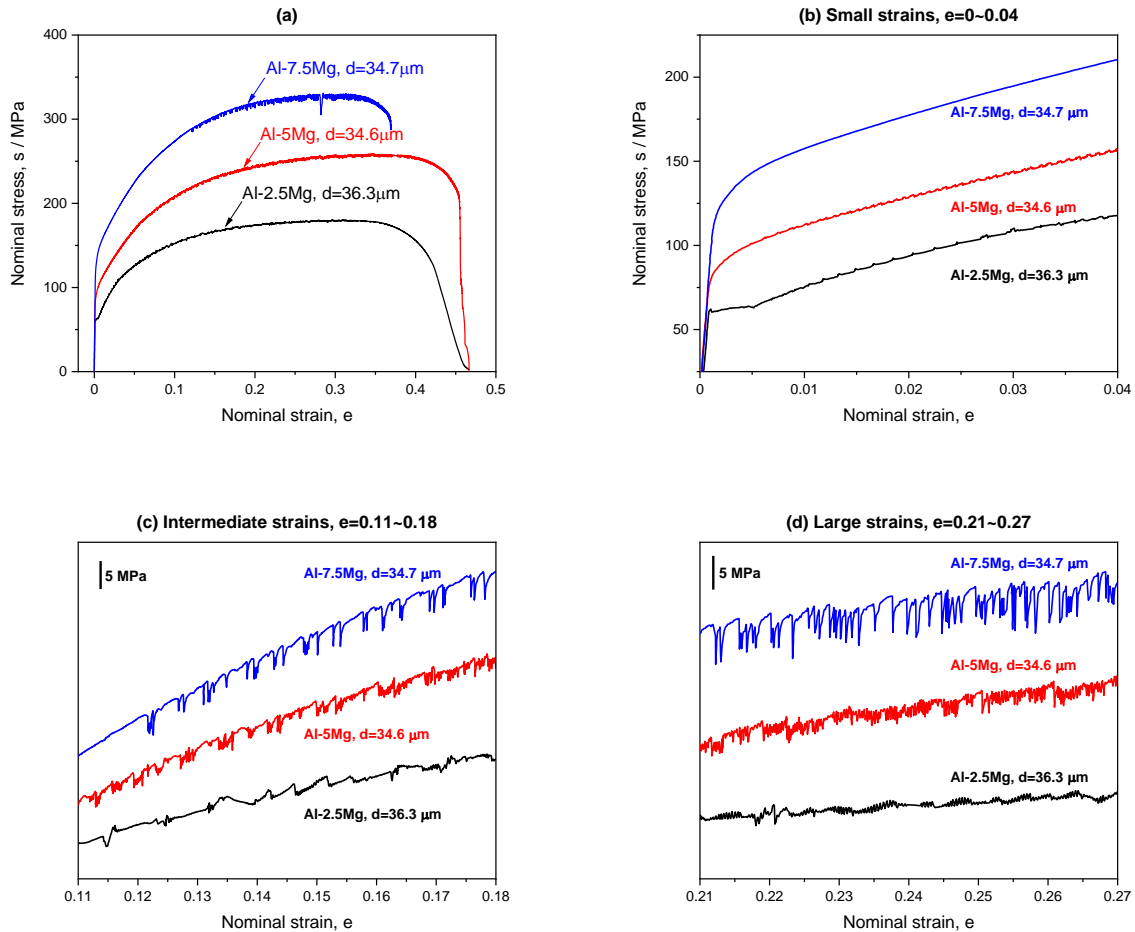 (a)
400
300
200
100
0
0
0.1
0.2
0.3
0.4
0.5
Nominal stress, s / MPa
Nominal strain, e
Al-7.5Mg, d=34.7μm
Al-5Mg, d=34.6μm
Al-2.5Mg, d=36.3μm
(b) Small strains, e=0~0.04
200
150
100
50
0
0.01
0.02
0.03
0.04
Nominal stress, s / MPa
Nominal strain, e
Al-7.5Mg, d=34.7 μm
Al-5Mg, d=34.6 μm
Al-2.5Mg, d=36.3 μm
(c) Intermediate strains, e=0.11~0.18
5 MPa
Al-7.5Mg, d=34.7 μm
Al-5Mg, d=34.6 μm
Al-2.5Mg, d=36.3 μm
0.11
0.12
0.13
0.14
0.15
0.16
0.17
0.18
Nominal strain, e
(d) Large strains, e=0.21~0.27
5 MPa
Al-7.5Mg, d=34.7 μm
Al-5Mg, d=34.6 μm
Al-2.5Mg, d=36.3 μm
0.21
0.22
0.23
0.24
0.25
0.26
0.27
Nominal strain, e